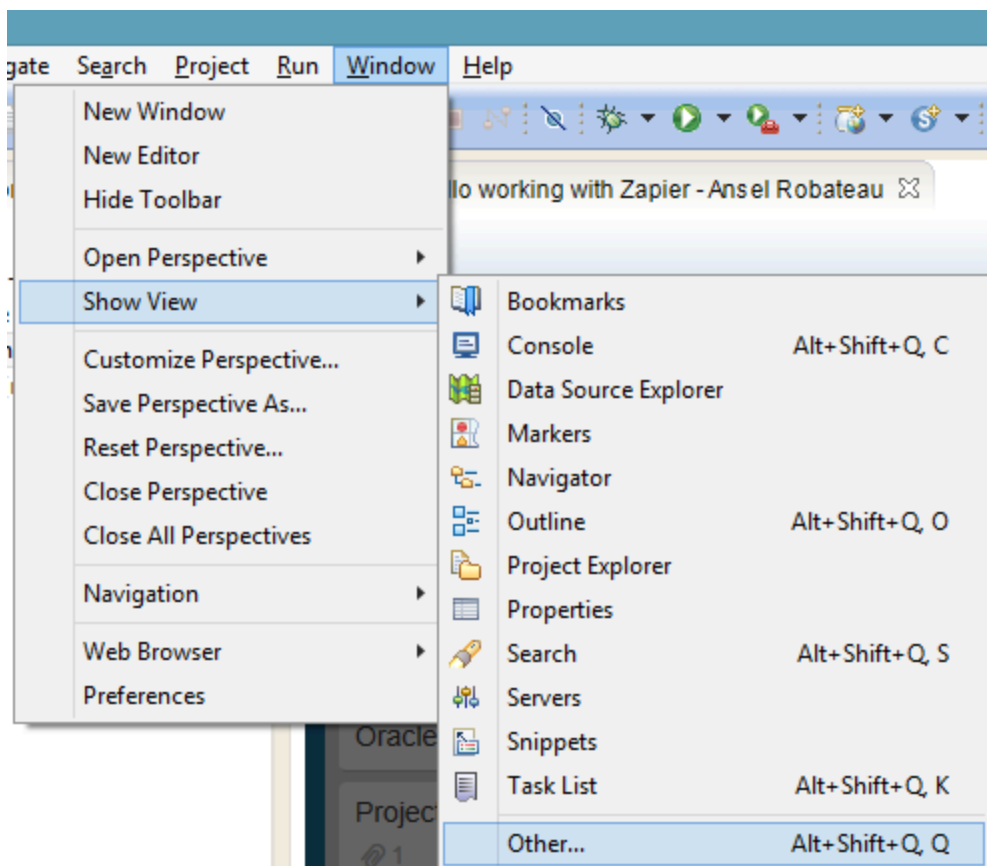 gate Search Project Run Window Help
New Window
New Editor
Hide Toolbar
llo working with Zapier - Ansel Robateau
Open Perspective
Show View
Customize Perspective...
Save Perspective As...
Reset Perspective...
Close Perspective
Close All Perspectives
Navigation
Web Browser
Preferences
Bookmarks
Console Alt+Shift+Q, C
Data Source Explorer
Markers
Navigator
Outline Alt+Shift+Q, O
Project Explorer
Properties
Search Alt+Shift+Q, S
Servers
Snippets
Task List Alt+Shift+Q, K
Other... Alt+Shift+Q, Q
Oracle
Projec
1